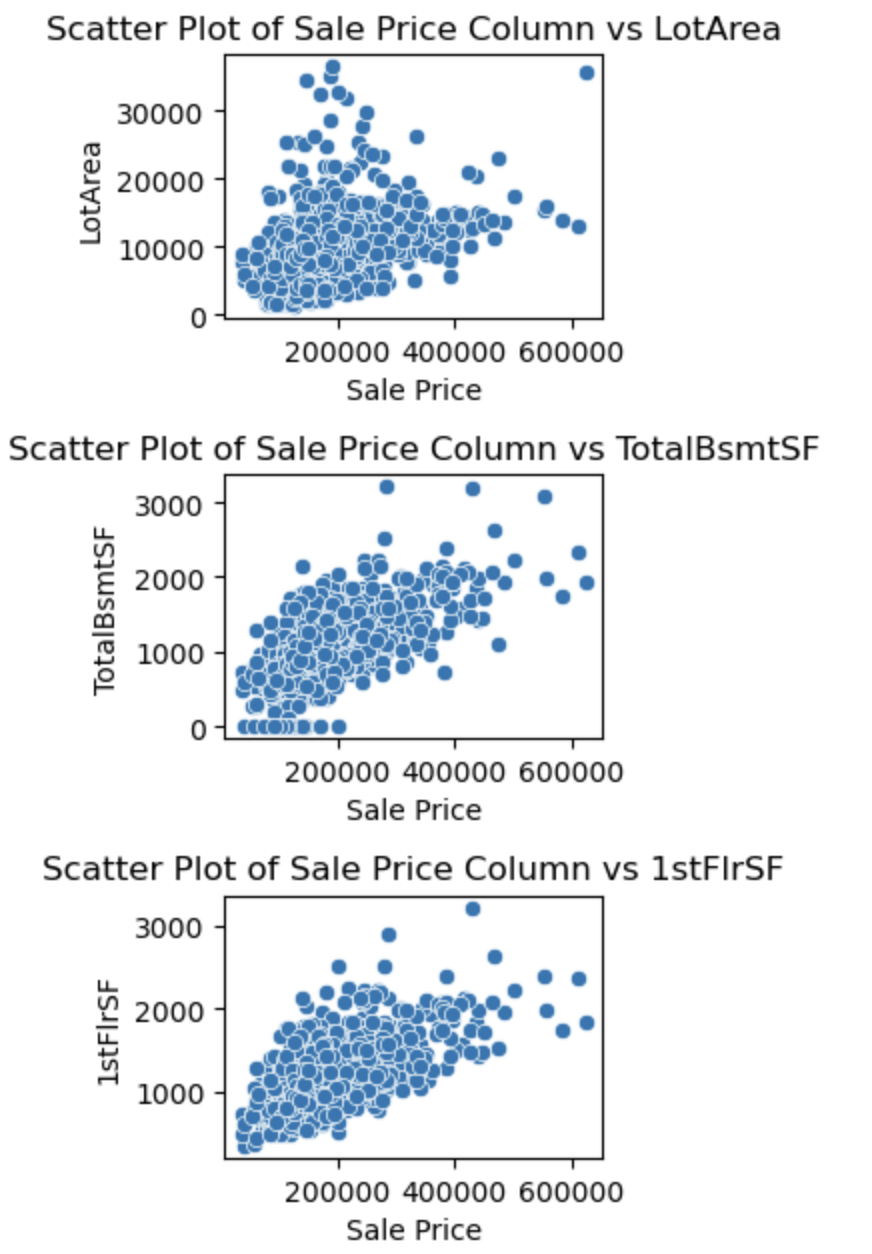 Scatter Plot of Sale Price Column vs LotArea
30000
20000
10000
0
LotArea
200000 400000 600000
Sale Price
Scatter Plot of Sale Price Column vs TotalBsmtSF
3000
2000
1000
0
TotalBsmtSF
200000 400000 600000
Sale Price
Scatter Plot of Sale Price Column vs 1stFlrSF
3000
2000
1000
1stFlrSF
200000 400000 600000
Sale Price